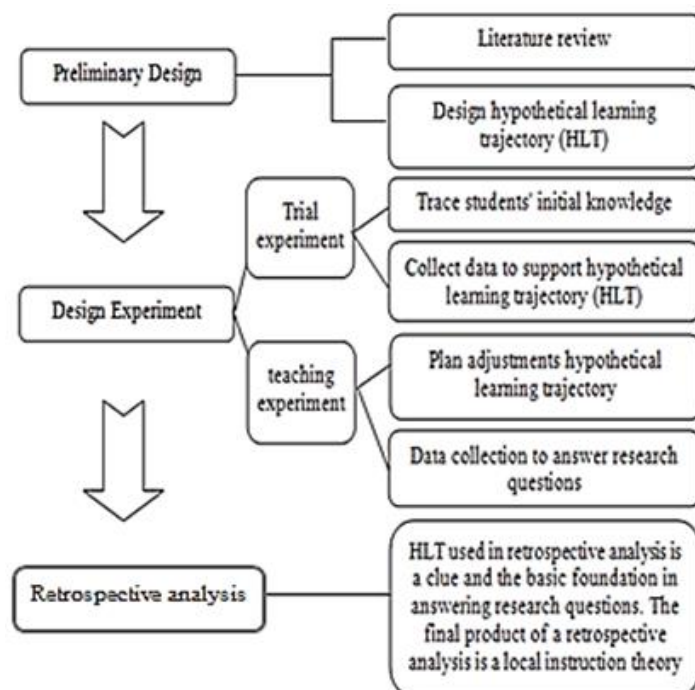 Literature review
Preliminary Design
Design hypothetical learning
trajectory (HLT)
Trial
experiment
Trace students' initial knowledge
Collect data to support hypothetical
learning trajectory (HLT)
Design Experiment
teaching
experiment
Plan adjustments hypothetical
learning trajectory
Data collection to answer research
questions
Retrospective analysis
HLT used in retrospective analysis is
a clue and the basic foundation in
answering research questions. The
final product of a retrospective
analysis is a local instruction theory